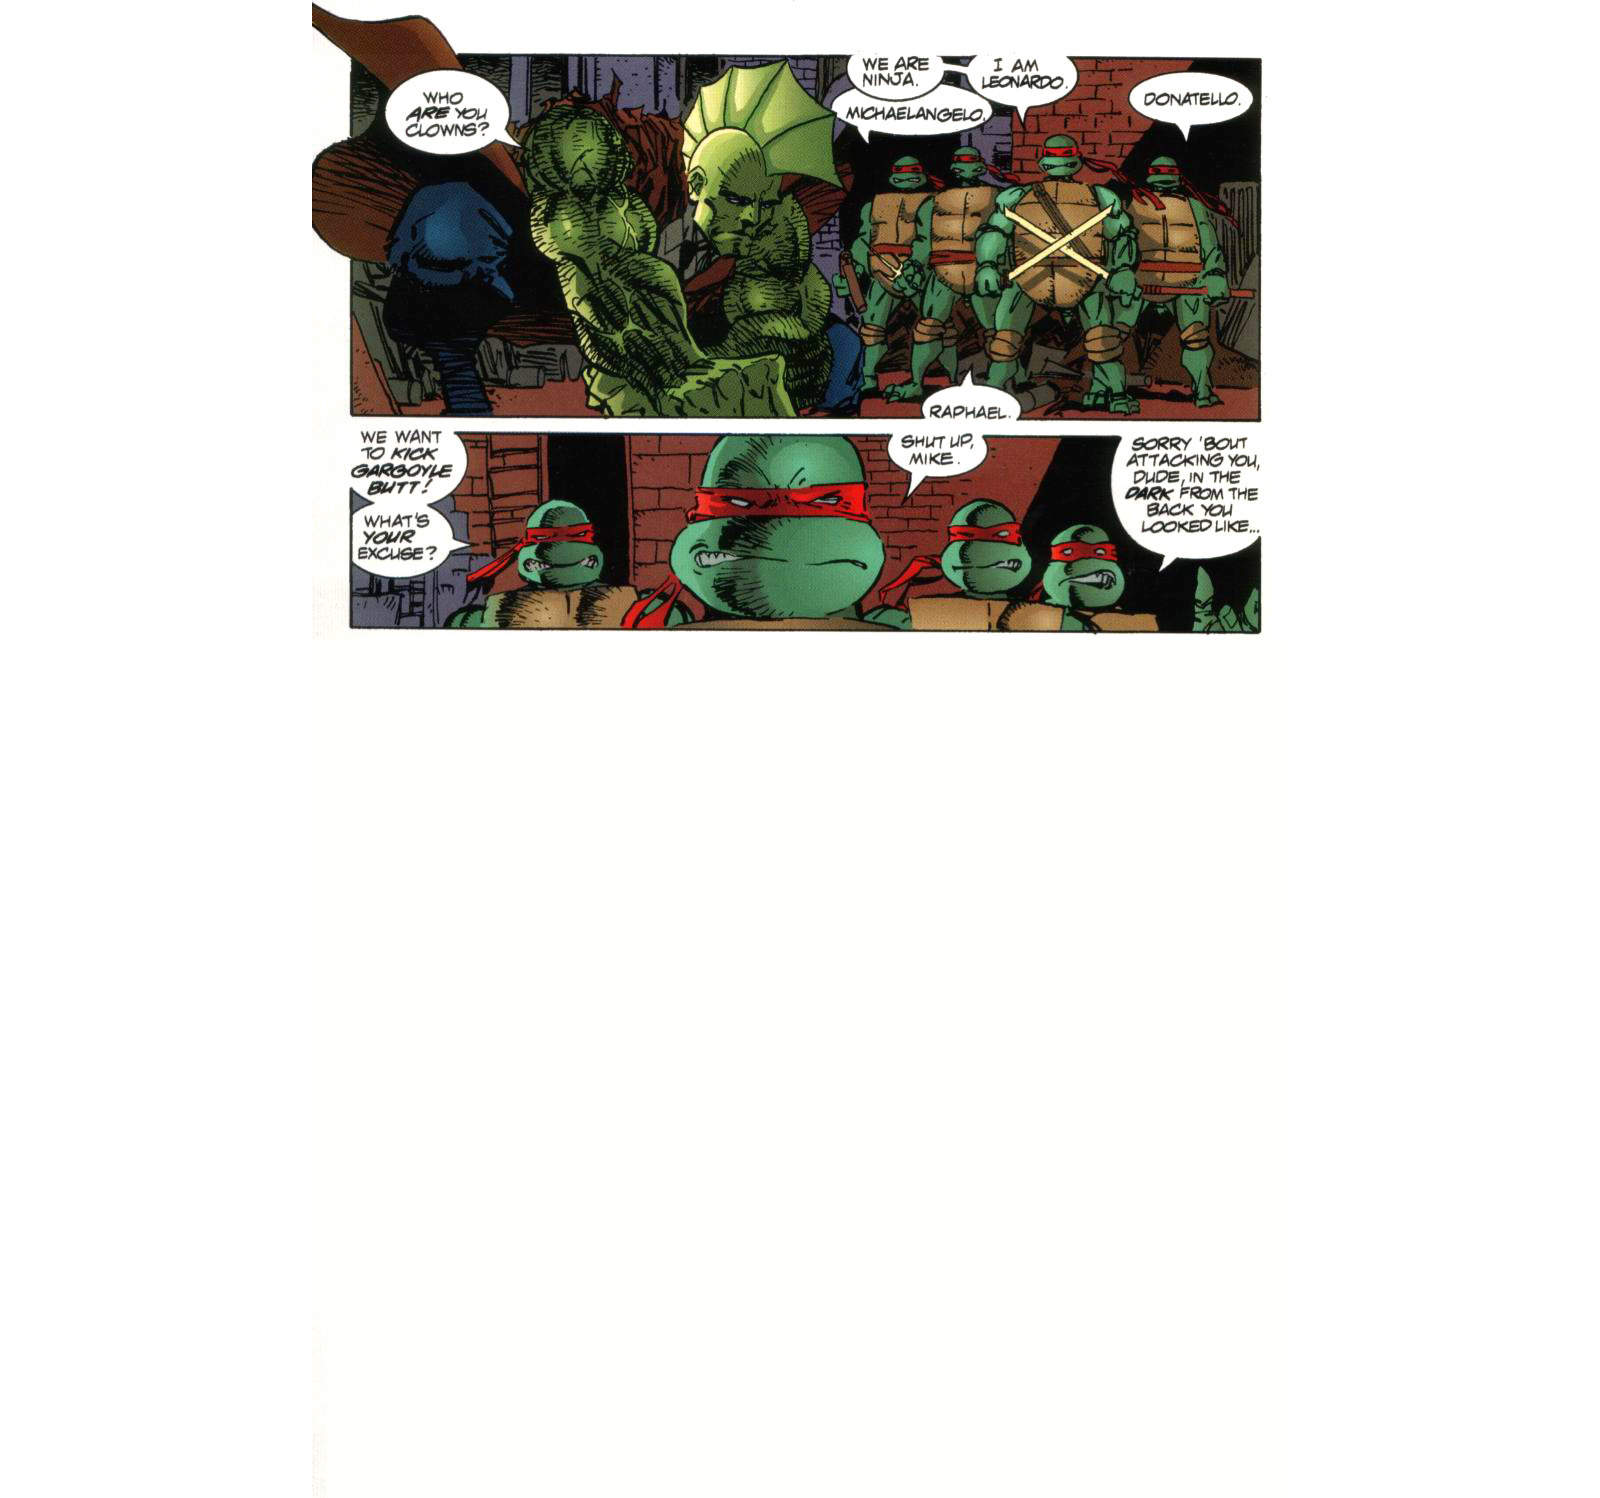 WHO
ARE YOU
CLOWNS?
WE ARE
NINJA.
I AM
LEONARDO.
MICHAELANGELO.
DONATELLO.
RAPHAEL.
WE WANT
TO KICK
GARGOYLE
BUTT!
WHAT'S
YOUR
EXCUSE?
SHUT UP,
MIKE.
SORRY 'BOUT
ATTACKING YOU,
DUDE, IN THE
DARK FROM THE
BACK YOU
LOOKED LIKE...